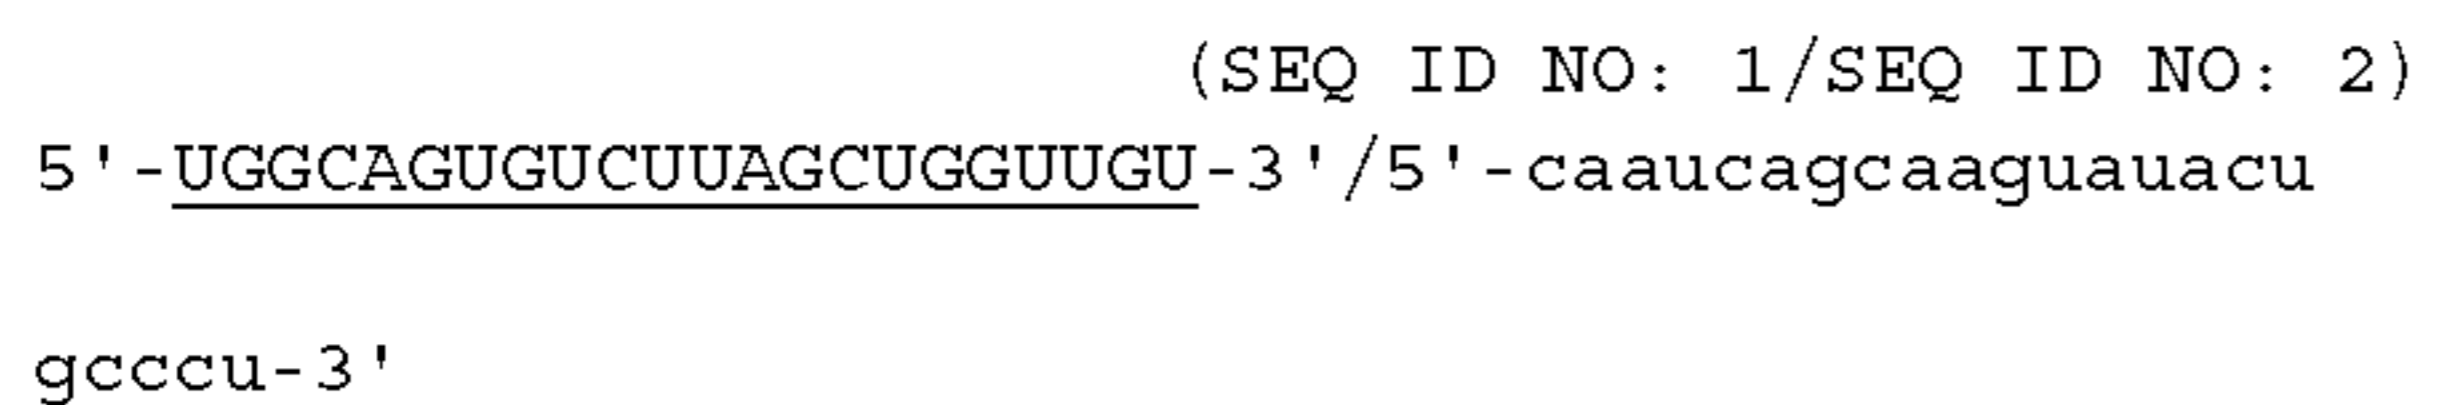 (SEQ ID NO: 1/SEQ ID NO: 2)
5'-UGGCAGUGUCUUAGCUGGUUGU-3'/5'-caaucagcaaguauacu
gcccu-3'